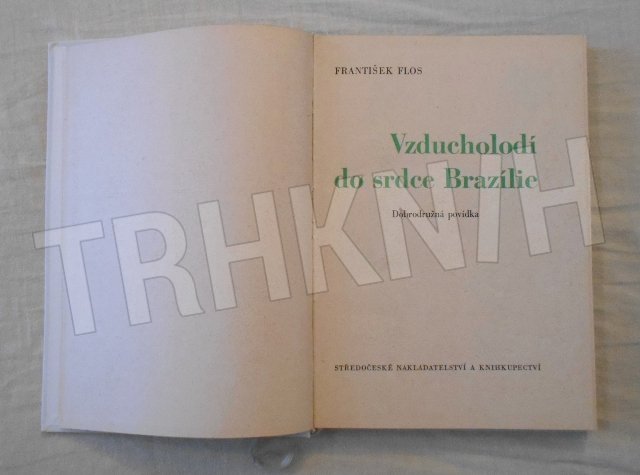 FRANTIŠEK FLOS
Vzducholodí
do srdce Brazílie
Dobrodružná povídka
TRHKNIH
STŘEDOČESKÉ NAKLADATELSTVÍ A KNIHKUPECTVÍ